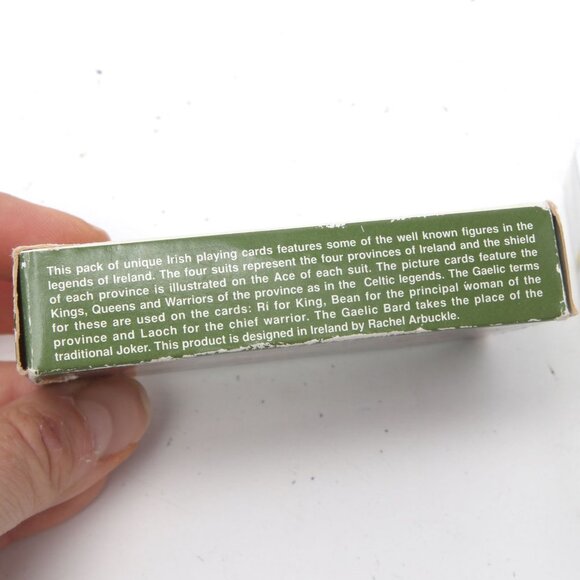 This pack of unique Irish playing cards features some of the well known figures in the
legends of Ireland. The four suits represent the four provinces of Ireland and the shield
of each province is illustrated on the Ace of each suit. The picture cards feature the
Kings, Queens and Warriors of the province as in the Celtic legends. The Gaelic terms
for these are used on the cards: Ri for King, Bean for the principal woman of the
province and Laoch for the chief warrior. The Gaelic Bard takes the place of the
traditional Joker. This product is designed in Ireland by Rachel Arbuckle.